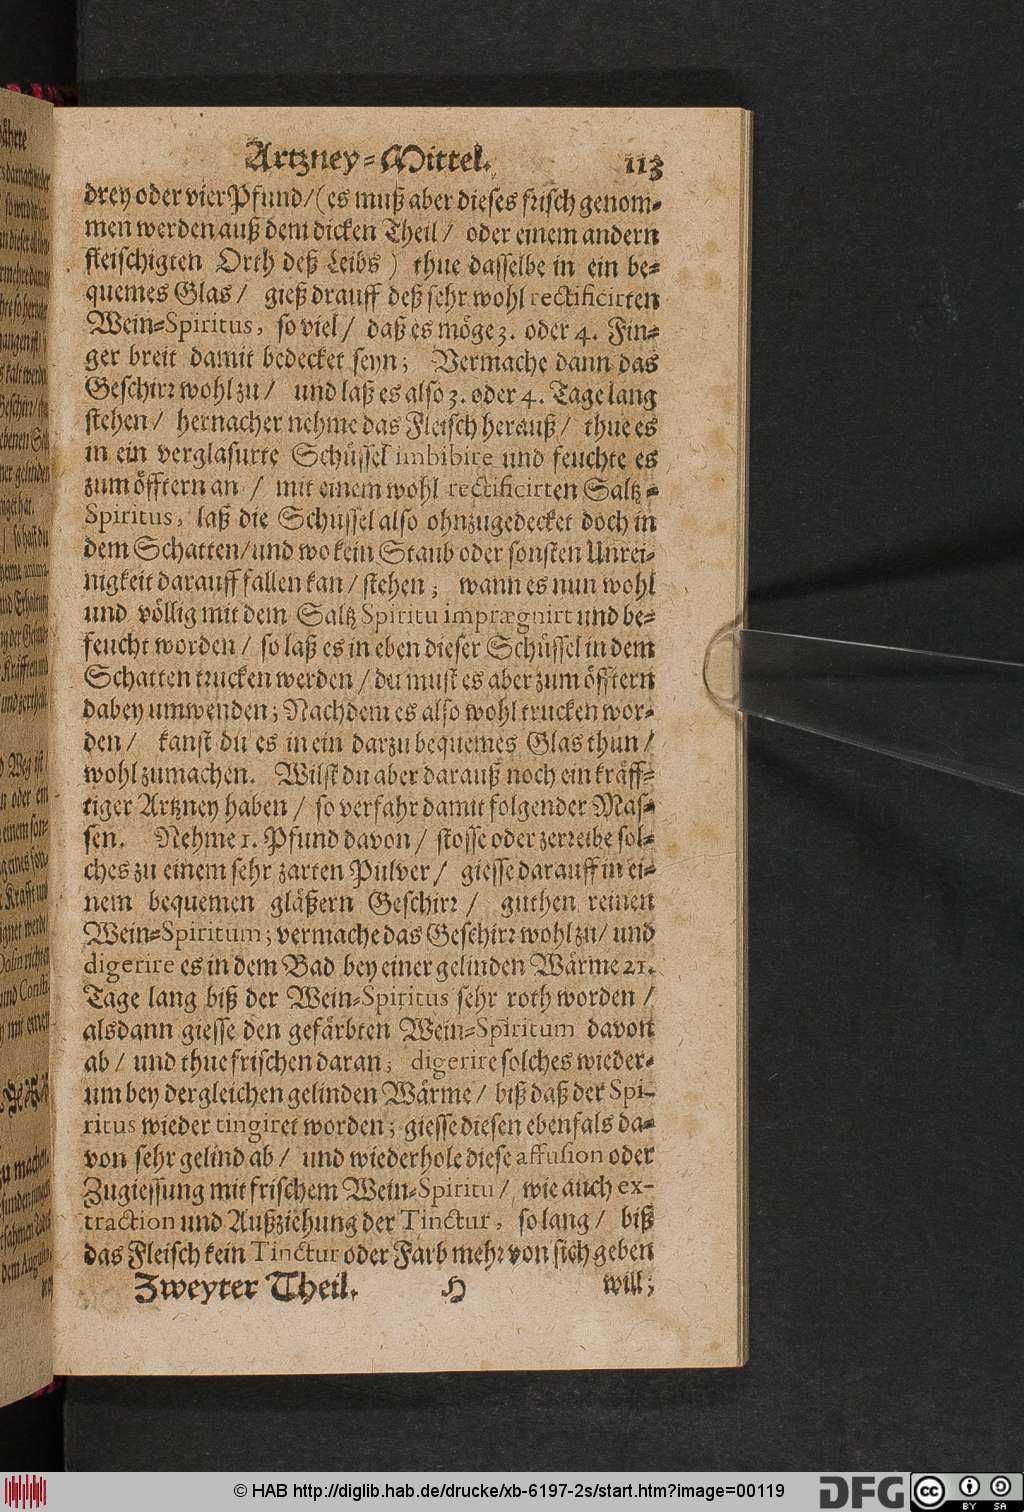 Artzney-Mittel. 113
drey oder vier Pfund/ (es muß aber dieses frisch genom-
men werden auß dem dicken Theil/ oder einem andern
fleischigten Orth deß Leibs) thue dasselbe in ein be-
quemes Glas/ gieß drauff deß sehr wohl rectificirten
Wein-Spiritus, so viel/ daß es möge 3. oder 4. Fin-
ger breit damit bedecket seyn; Vermache dann das
Geschirr wohl zu/ und laß es also 3. oder 4. Tage lang
stehen/ hernacher nehme das Fleisch herauß/ thue es
in ein verglasurte Schüssel imbibire und feuchte es
zum öfftern an / mit einem wohl rectificirten Saltz-
Spiritus, laß die Schüssel also ohnzugedecket doch in
dem Schatten/ und wo kein Staub oder sonsten Unrei-
nigkeit darauff fallen kan/ stehen; wann es nun wohl
und völlig mit dem Saltz Spiritu imprægnirt und be-
feucht worden/ so laß es in eben dieser Schüssel in dem
Schatten trucken werden/ du must es aber zum öfftern
dabey umwenden; Nachdem es also wohl trucken wor-
den/ kanst du es in ein darzu bequemes Glas thun/
wohl zumachen. Wilst du aber darauß noch ein kräff-
tiger Artzney haben/ so verfahr damit folgender Mas-
sen. Nehme 1. Pfund davon/ stosse oder zerreibe sol-
ches zu einem sehr zarten Pulver/ giesse darauff in ei-
nem bequemen gläßern Geschirr/ guthen reinen
Wein-Spiritum; vermache das Geschirr wohl zu/ und
digerire es in dem Bad bey einer gelinden Wärme 21.
Tage lang biß der Wein-Spiritus sehr roth worden/
alsdann giesse den gefärbten Wein-Spiritum davon
ab/ und thue frischen daran; digerire solches wieder-
um bey dergleichen gelinden Wärme/ biß daß der Spi-
ritus wieder tingiret worden; giesse diesen ebenfals da-
von sehr gelind ab/ und wiederhole diese affusion oder
Zugiessung mit frischem Wein-Spiritu/ wie auch ex-
traction und Außziehung der Tinctur, so lang/ biß
das Fleisch kein Tinctur oder Farb mehr von sich geben
Zweyter Theil. H will;
© HAB http://diglib.hab.de/drucke/xb-6197-2s/start.htm?image=00119
DFG
cc BY SA